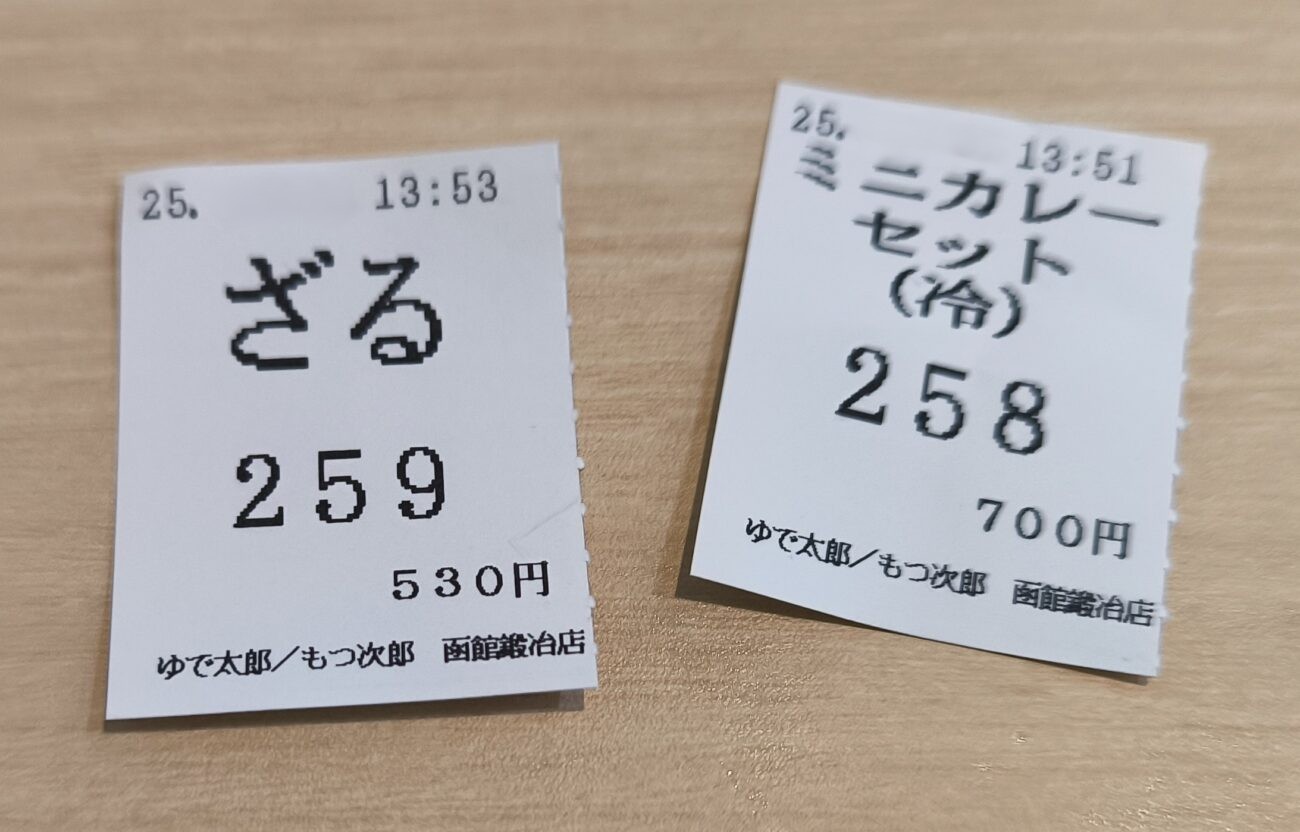 25. 13:53
ざる
259
530円
ゆで太郎/もつ次郎 函館鍛冶店
25. 13:51
ミニカレー
セット
(冷)
258
700円
ゆで太郎/もつ次郎 函館鍛冶店